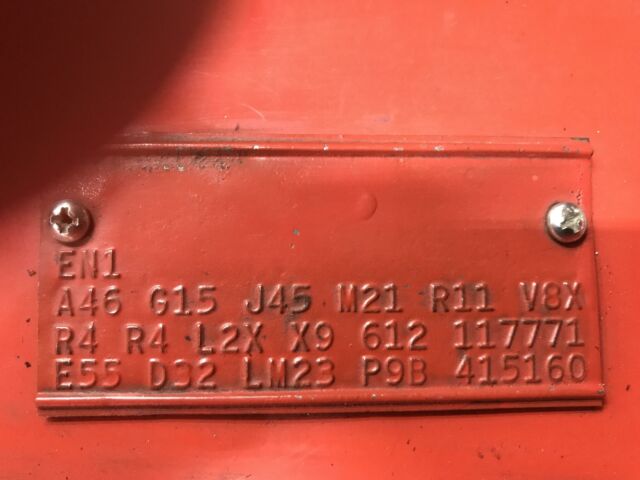 EN1
A46 G15 J45 M21 R11 V8X
R4 R4 L2X X9 612 117771
E55 D32 LM23 P9B 415160